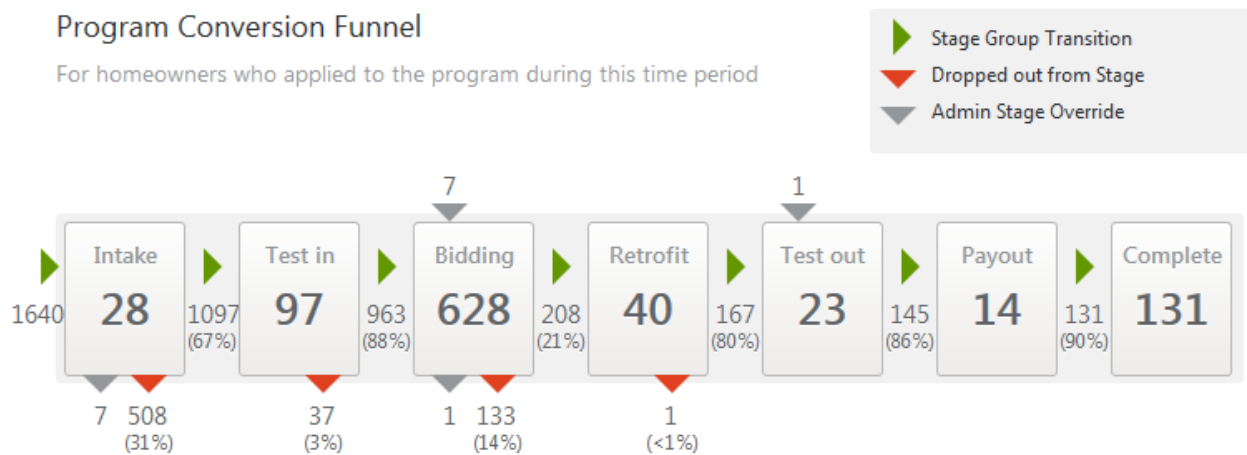 Program Conversion Funnel
For homeowners who applied to the program during this time period
Stage Group Transition
Dropped out from Stage
Admin Stage Override
7 1
Intake Test in Bidding Retrofit Test out Payout Complete
1640 28 1097 97 963 628 208 40 167 23 145 14 131 131
(67%) (88%) (21%) (80%) (86%) (90%)
7 508 37 1 133 1
(31%) (3%) (14%) (<1%)